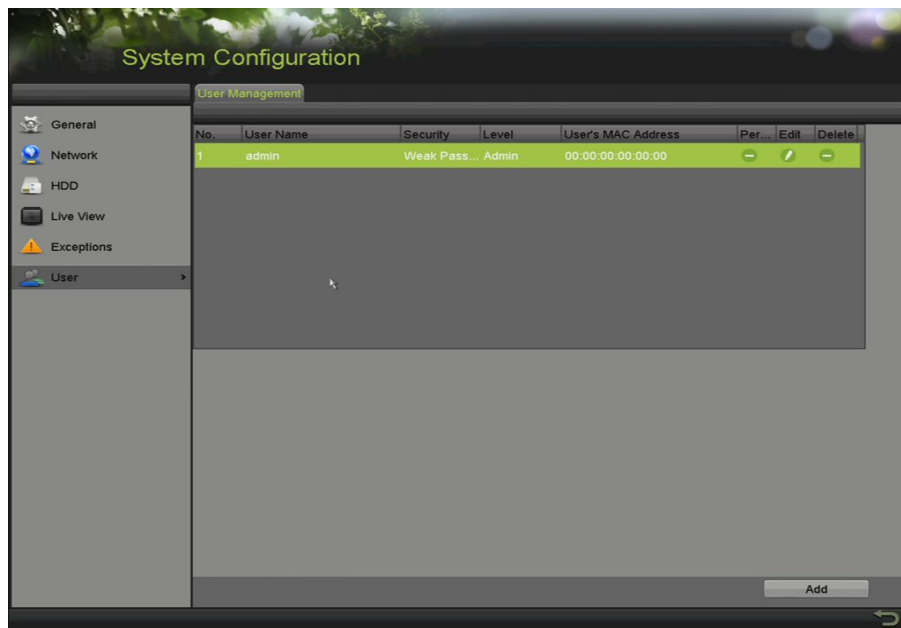 System Configuration
User Management
General
Network
HDD
Live View
Exceptions
User >
No. User Name Security Level User's MAC Address Per... Edit Delete
1 admin Weak Pass... Admin 00:00:00:00:00:00
Add